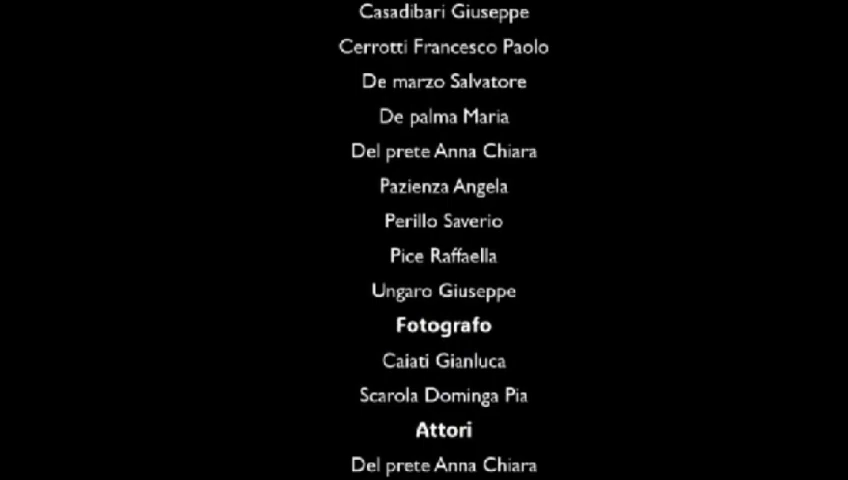 Casadibari Giuseppe
Cerrotti Francesco Paolo
De marzo Salvatore
De palma Maria
Del prete Anna Chiara
Pazienza Angela
Perillo Saverio
Pice Raffaella
Ungaro Giuseppe
Fotografo
Caiati Gianluca
Scarola Dominga Pia
Attori
Del prete Anna Chiara